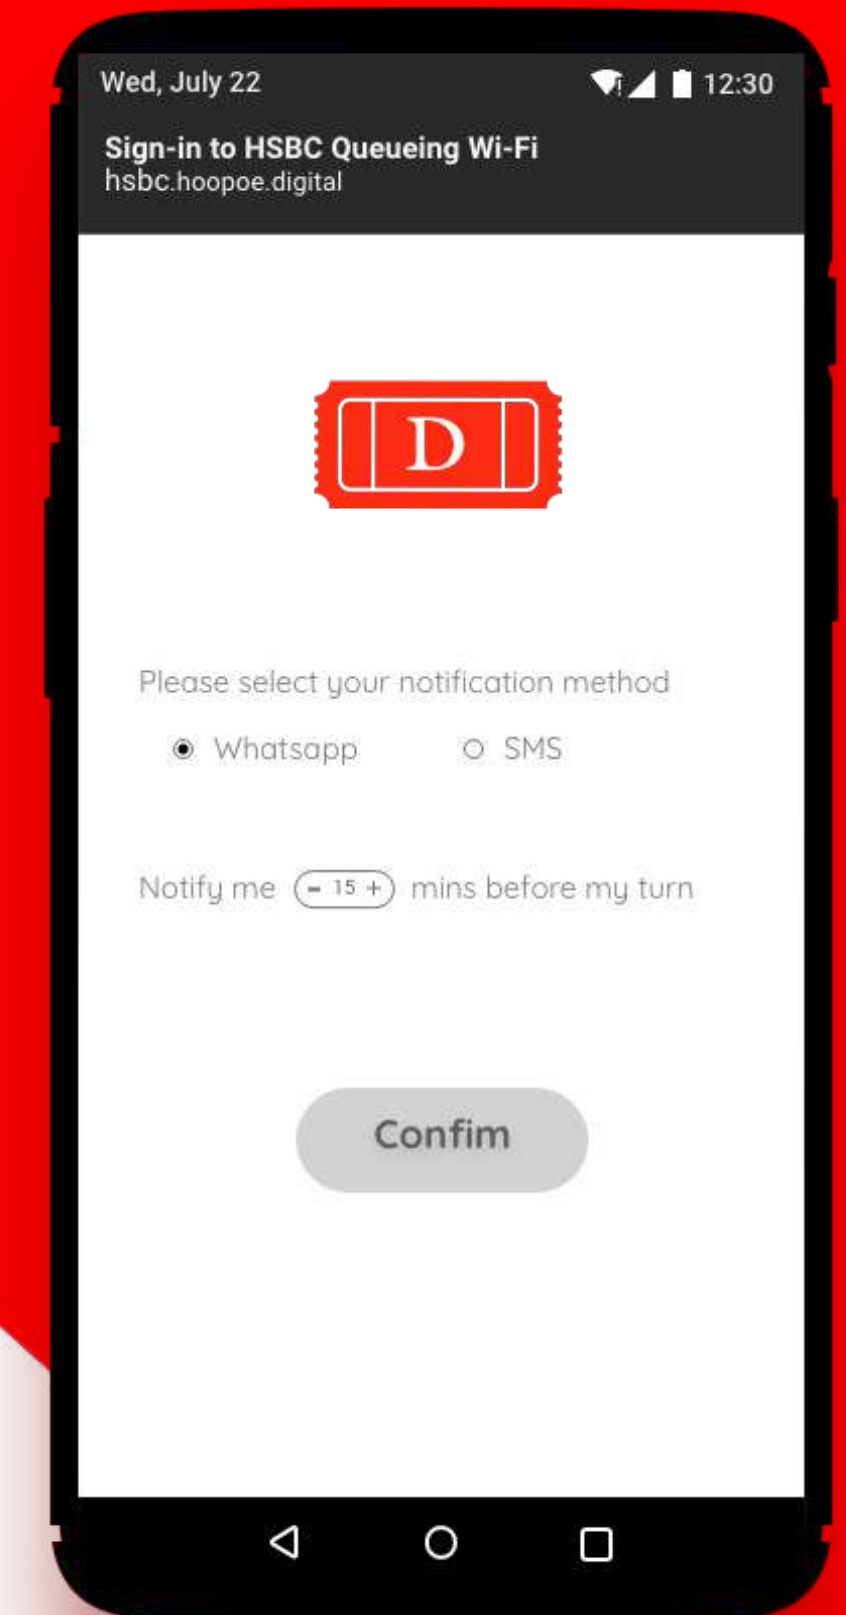 Wed, July 22 12:30
Sign-in to HSBC Queueing Wi-Fi
hsbc.hoopoe.digital
D
Please select your notification method
Whatsapp SMS
Notify me - 15 + mins before my turn
Confim